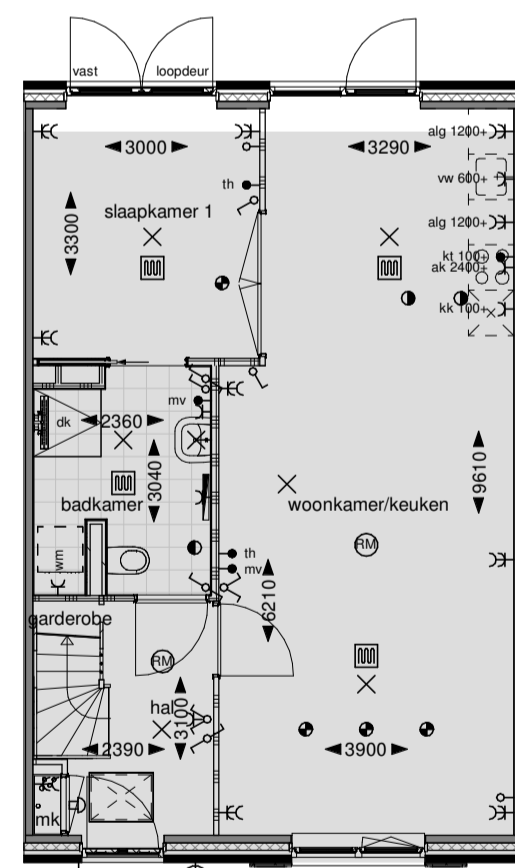 vast
loopdeur
alg 1200+
3000
3290
vw 600+
th
slaapkamer 1
alg 1200+
3300
kt 100+
ak 2400+
kk 100+
mv
dk
2360
3040
9610
badkamer
woonkamer/keuken
RM
wm
th
mv
6210
garderobe
RM
hal
3100
2390
3900
mk